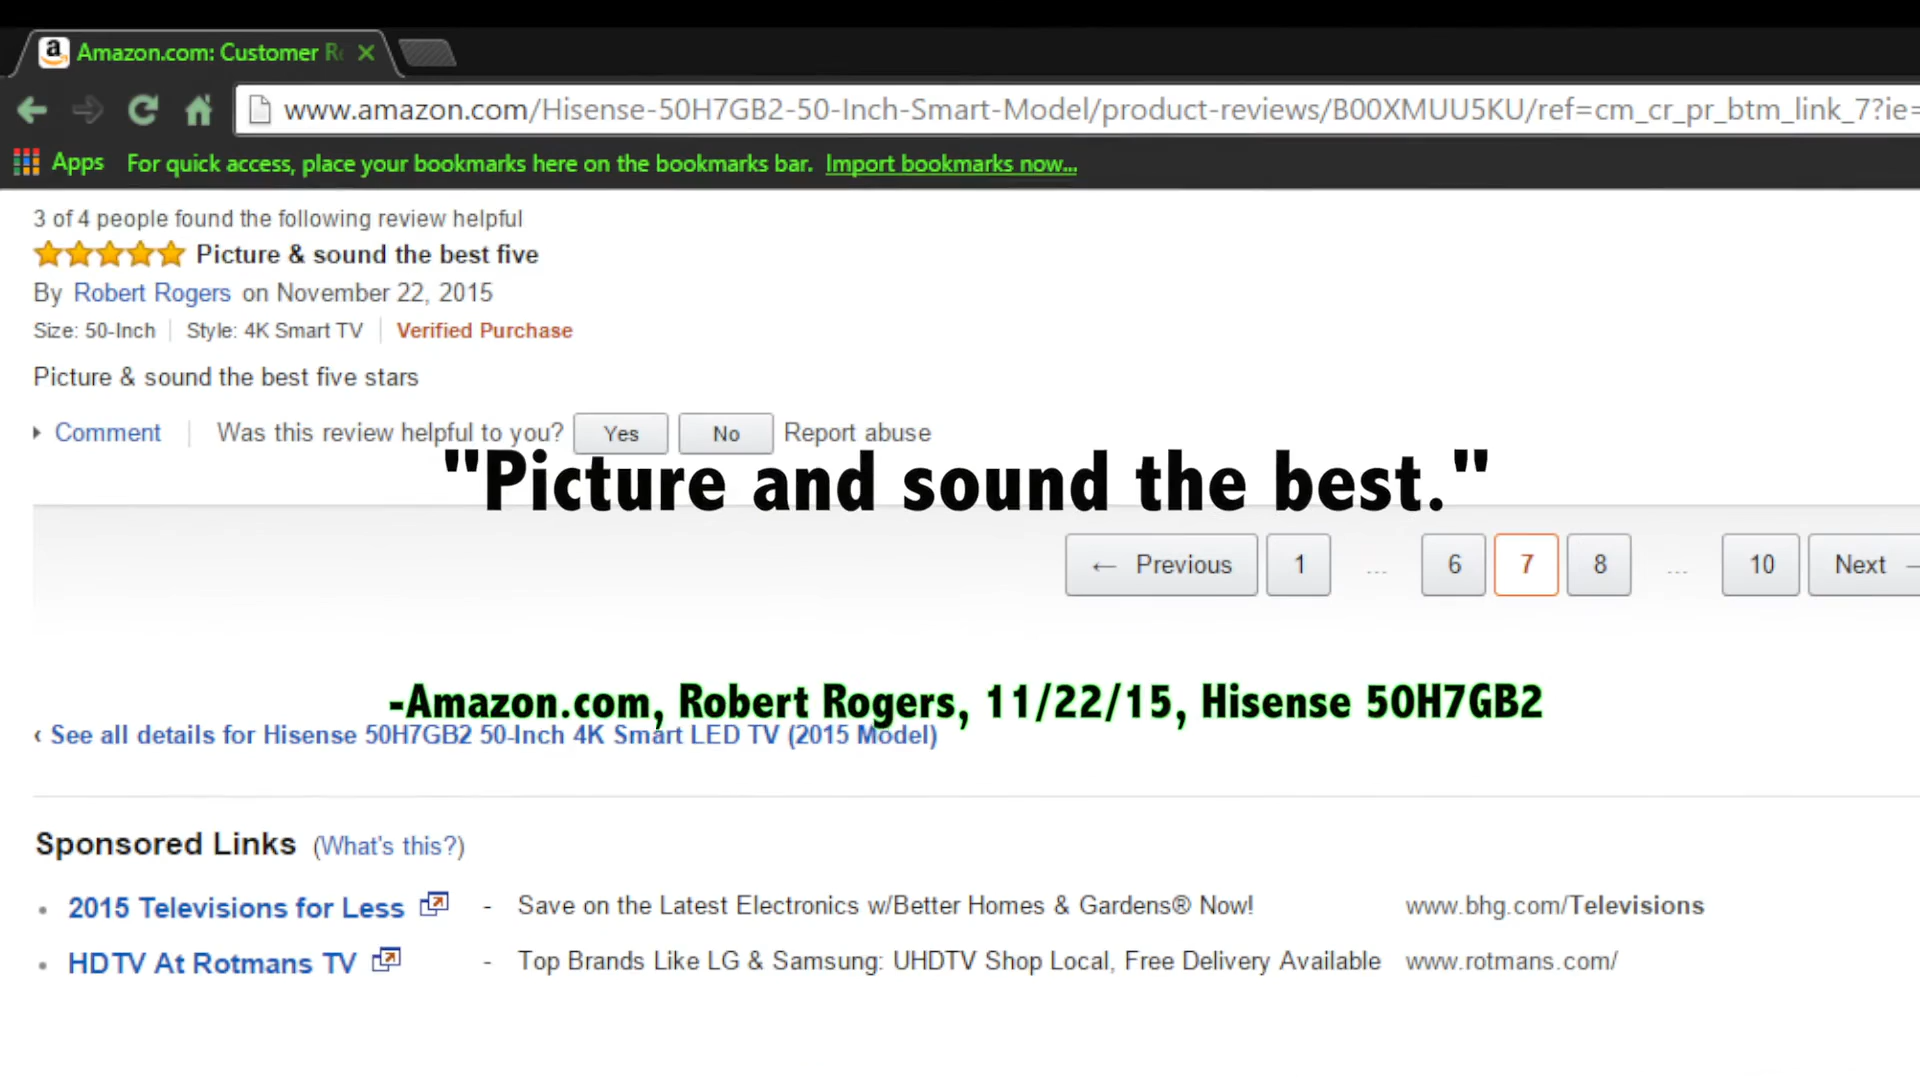 Amazon.com: Customer Re
www.amazon.com/Hisense-50H7GB2-50-Inch-Smart-Model/product-reviews/B00XMUU5KU/ref=cm_cr_pr_btm_link_7?ie=
Apps For quick access, place your bookmarks here on the bookmarks bar. Import bookmarks now...
3 of 4 people found the following review helpful
Picture & sound the best five
By Robert Rogers on November 22, 2015
Size: 50-Inch | Style: 4K Smart TV | Verified Purchase
Picture & sound the best five stars
Comment | Was this review helpful to you? Yes No Report abuse
"Picture and sound the best."
← Previous 1 ... 6 7 8 ... 10 Next →
-Amazon.com, Robert Rogers, 11/22/15, Hisense 50H7GB2
‹ See all details for Hisense 50H7GB2 50-Inch 4K Smart LED TV (2015 Model)
Sponsored Links (What's this?)
• 2015 Televisions for Less - Save on the Latest Electronics w/Better Homes & Gardens® Now! www.bhg.com/Televisions
• HDTV At Rotmans TV - Top Brands Like LG & Samsung: UHDTV Shop Local, Free Delivery Available www.rotmans.com/